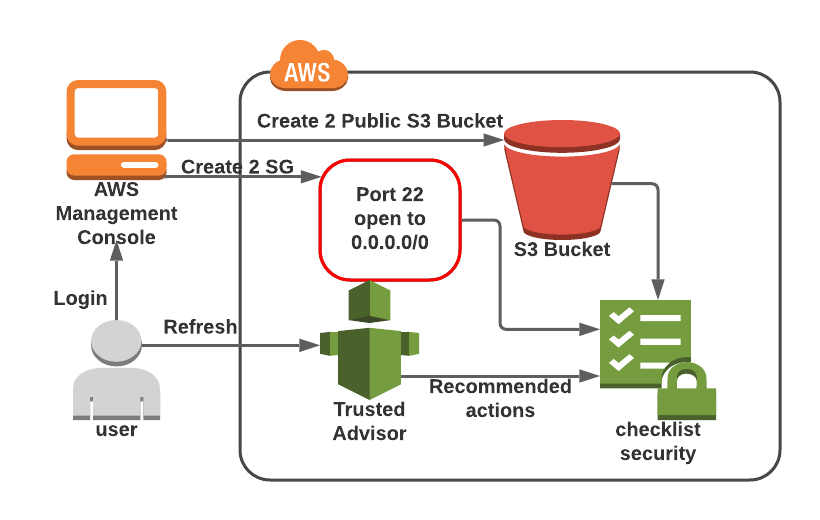 AWS
Create 2 Public S3 Bucket
Create 2 SG
AWS
Management
Console
Port 22
open to
0.0.0.0/0
S3 Bucket
Login
Refresh
Recommended
actions
Trusted
Advisor
user
checklist
security